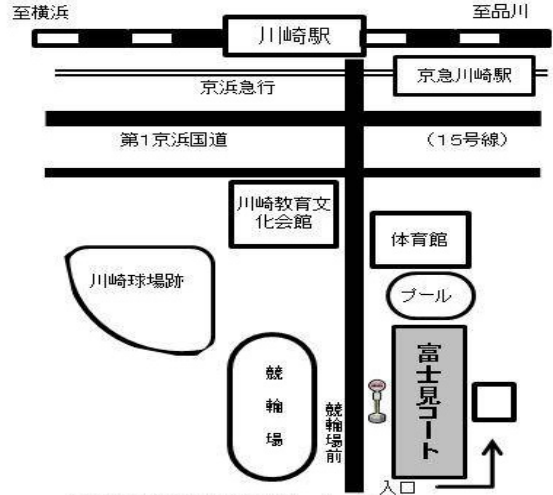 至横浜
至品川
川崎駅
京急川崎駅
京浜急行
第1京浜国道
(15号線)
川崎教育文
化会館
体育館
川崎球場跡
プール
競輪場
競輪場前
富士見コート
入口